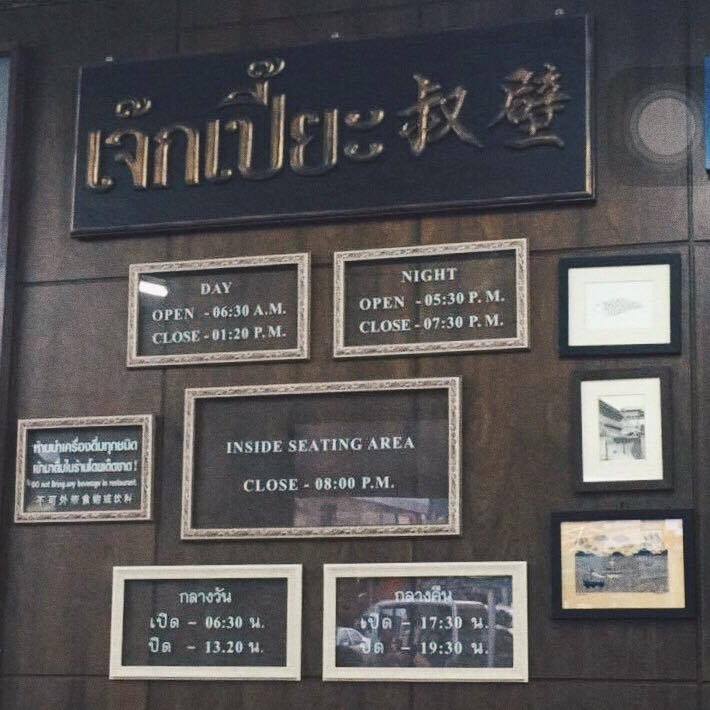 เจ๊กเปี๊ยะ 叔壁
DAY
OPEN - 06:30 A.M.
CLOSE - 01:20 P.M.
NIGHT
OPEN - 05:30 P.M.
CLOSE - 07:30 P.M.
INSIDE SEATING AREA
CLOSE - 08:00 P.M.
ห้ามนำเครื่องดื่มทุกชนิด
เข้ามาดื่มในร้านโดยเด็ดขาด !
DO not Bring any beverage in restaurant.
不可外带食物或饮料
กลางวัน
เปิด - 06:30 น.
ปิด - 13.20 น.
กลางคืน
เปิด - 17:30 น.
ปิด - 19:30 น.